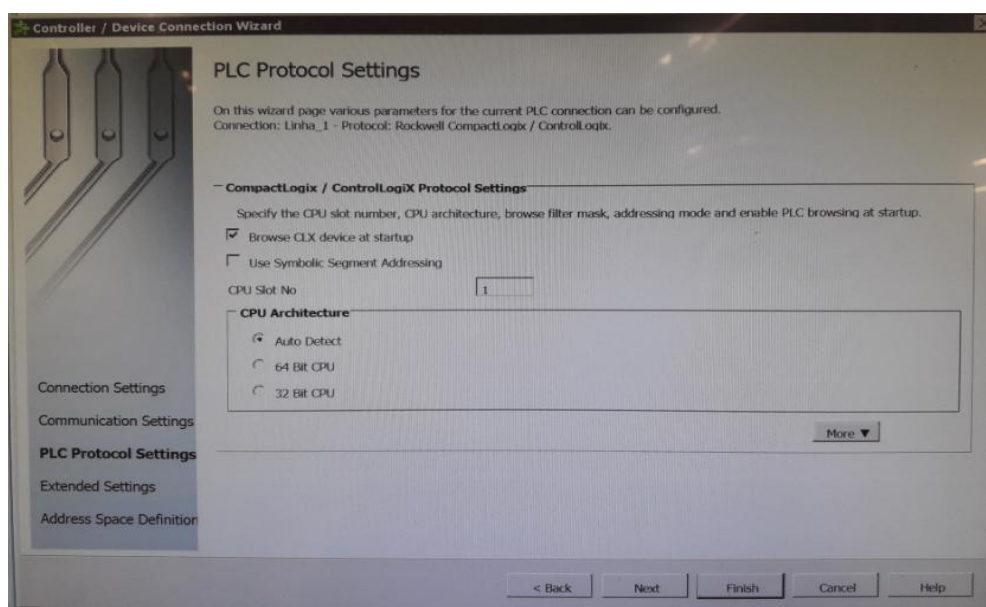 Controller / Device Connection Wizard
PLC Protocol Settings
On this wizard page various parameters for the current PLC connection can be configured.
Connection: Linha_1 - Protocol: Rockwell CompactLogix / ControlLogix.
CompactLogix / ControlLogiX Protocol Settings
Specify the CPU slot number, CPU architecture, browse filter mask, addressing mode and enable PLC browsing at startup.
Browse CLX device at startup
Use Symbolic Segment Addressing
CPU Slot No 1
CPU Architecture
Auto Detect
64 Bit CPU
32 Bit CPU
More ▼
Connection Settings
Communication Settings
PLC Protocol Settings
Extended Settings
Address Space Definition
< Back Next Finish Cancel Help